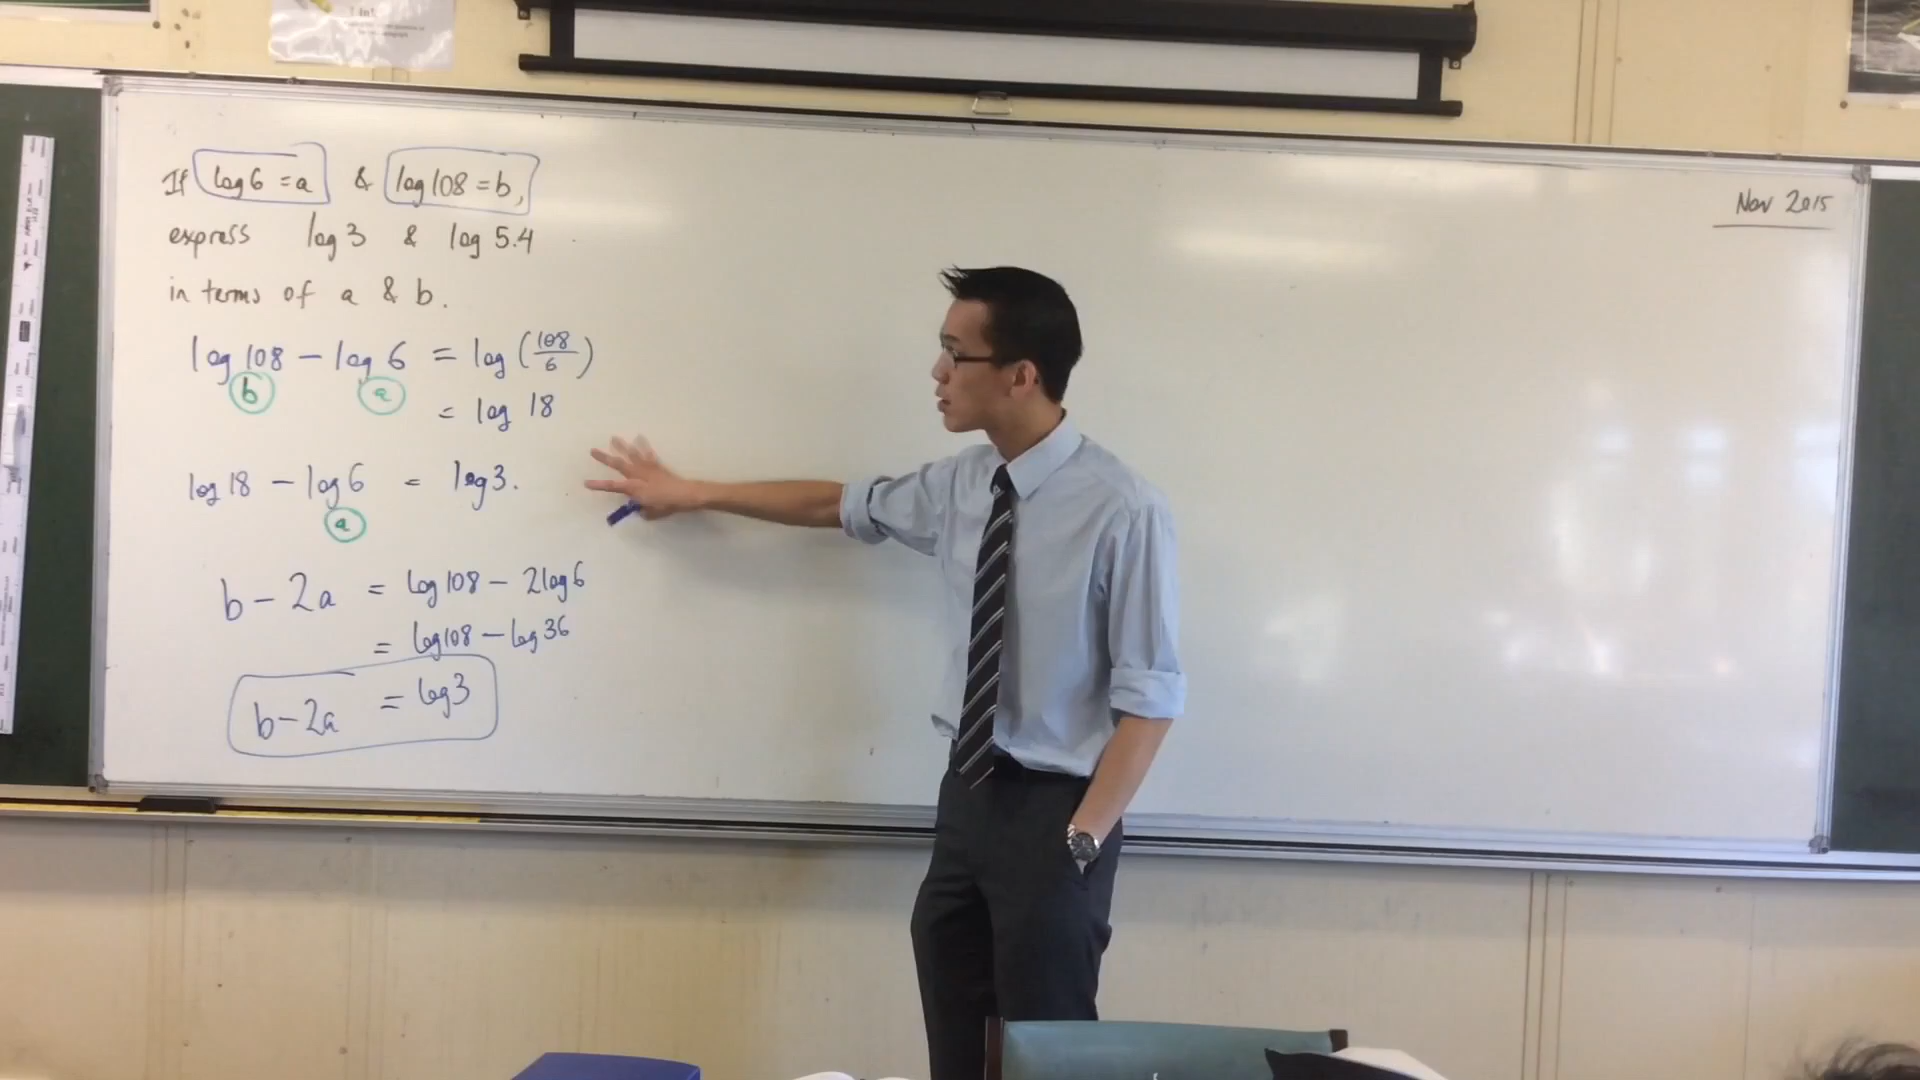 If log 6 = a & log 108 = b,
express log 3 & log 5.4
in terms of a & b.
log 108 − log 6 = log (108/6)
b a
= log 18
log 18 − log 6 = log 3.
a
b − 2a = log 108 − 2 log 6
= log 108 − log 36
b − 2a = log 3
Nov 2015